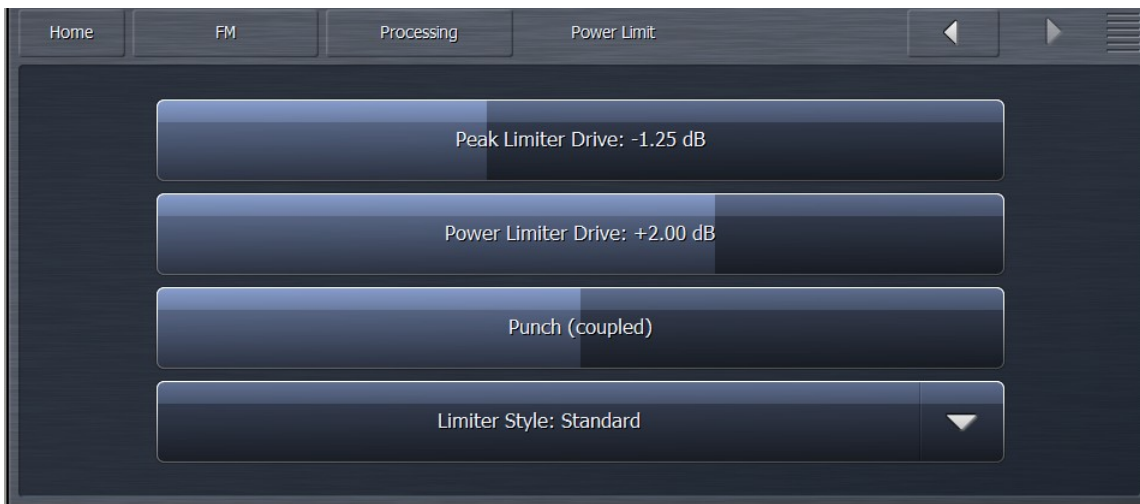 Home FM Processing Power Limit
Peak Limiter Drive: -1.25 dB
Power Limiter Drive: +2.00 dB
Punch (coupled)
Limiter Style: Standard